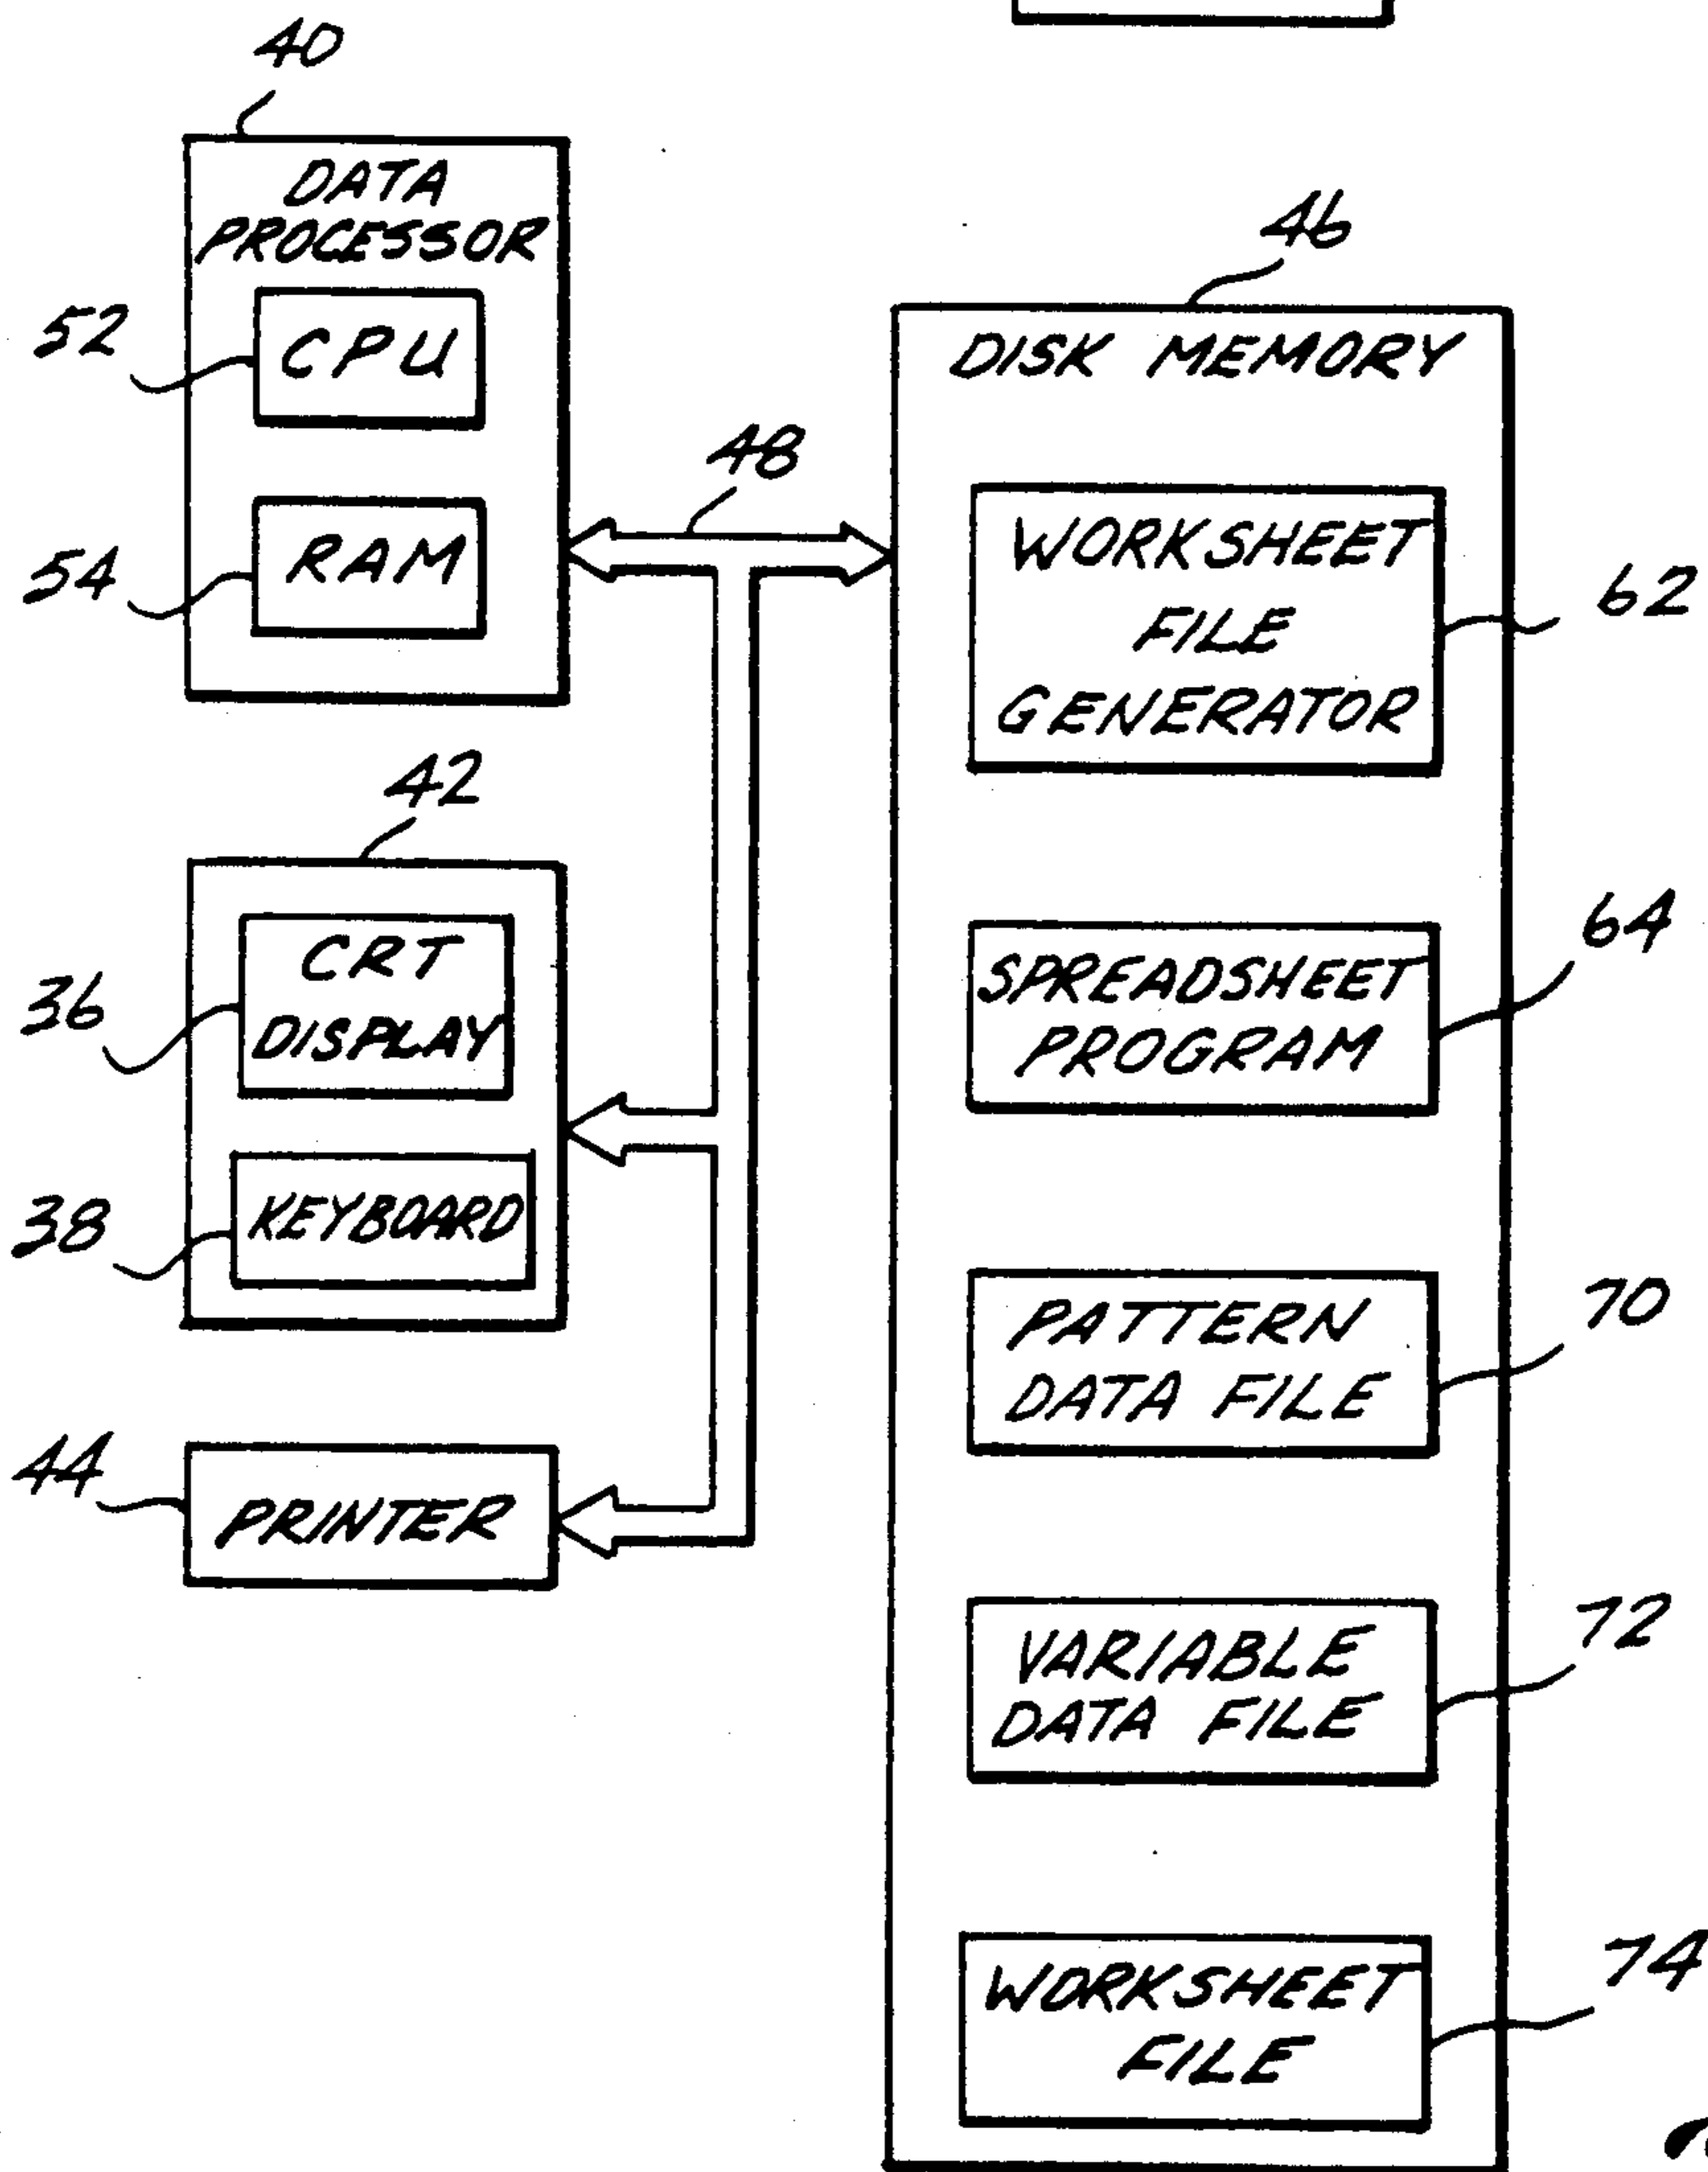 40
DATA
PROCESSOR
52
CPU
54
RAM
48
46
DISK MEMORY
WORKSHEET
FILE
GENERATOR
62
42
36
CRT
DISPLAY
38
KEYBOARD
SPREADSHEET
PROGRAM
64
PATTERN
DATA FILE
70
44
PRINTER
VARIABLE
DATA FILE
72
WORKSHEET
FILE
74